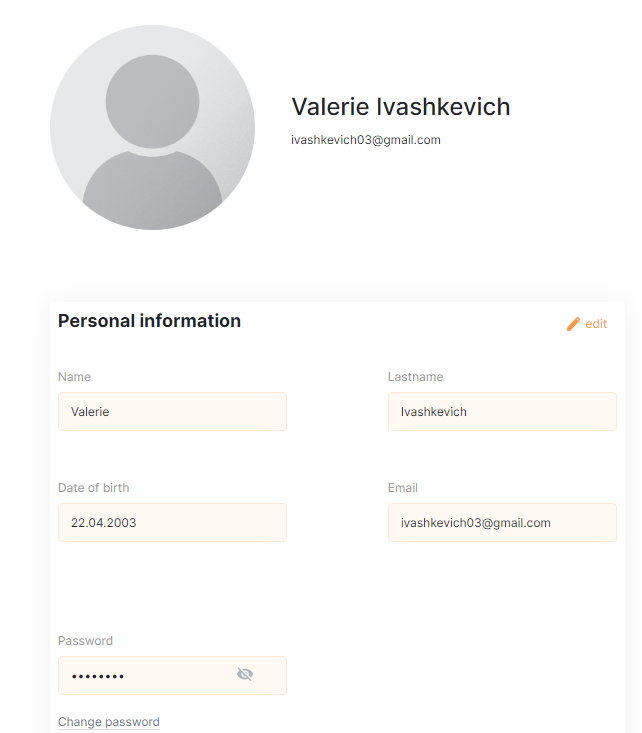 Valerie Ivashkevich
ivashkevich03@gmail.com
Personal information
edit
Name
Lastname
Valerie
Ivashkevich
Date of birth
Email
22.04.2003
ivashkevich03@gmail.com
Password
••••••••
Change password